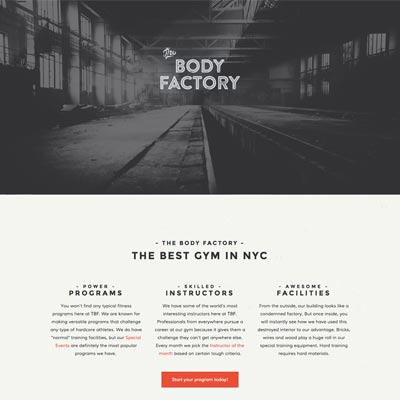 The
BODY
FACTORY
- THE BODY FACTORY -
THE BEST GYM IN NYC
- POWER -
PROGRAMS
You won't find any typical fitness
programs here at TBF. We are known for
making versatile programs that challenge
any type of hardcore athletes. We do have
"normal" training facilities, but our Special
Events are definitely the most popular
programs we have.
- SKILLED -
INSTRUCTORS
We have some of the world's most
interesting instructors here at TBF.
Professionals from everywhere pursue a
career at our gym because it gives them a
challenge they can't get anywhere else.
Every month we pick the Instructor of the
month based on certain tough criteria.
- AWESOME -
FACILITIES
From the outside, our building looks like a
condemned factory. But once inside, you
will instantly see how we have used this
destroyed interior to our advantage. Bricks,
wires and wood play a huge roll in our
special training equipment. Hard training
requires hard materials.
Start your program today!